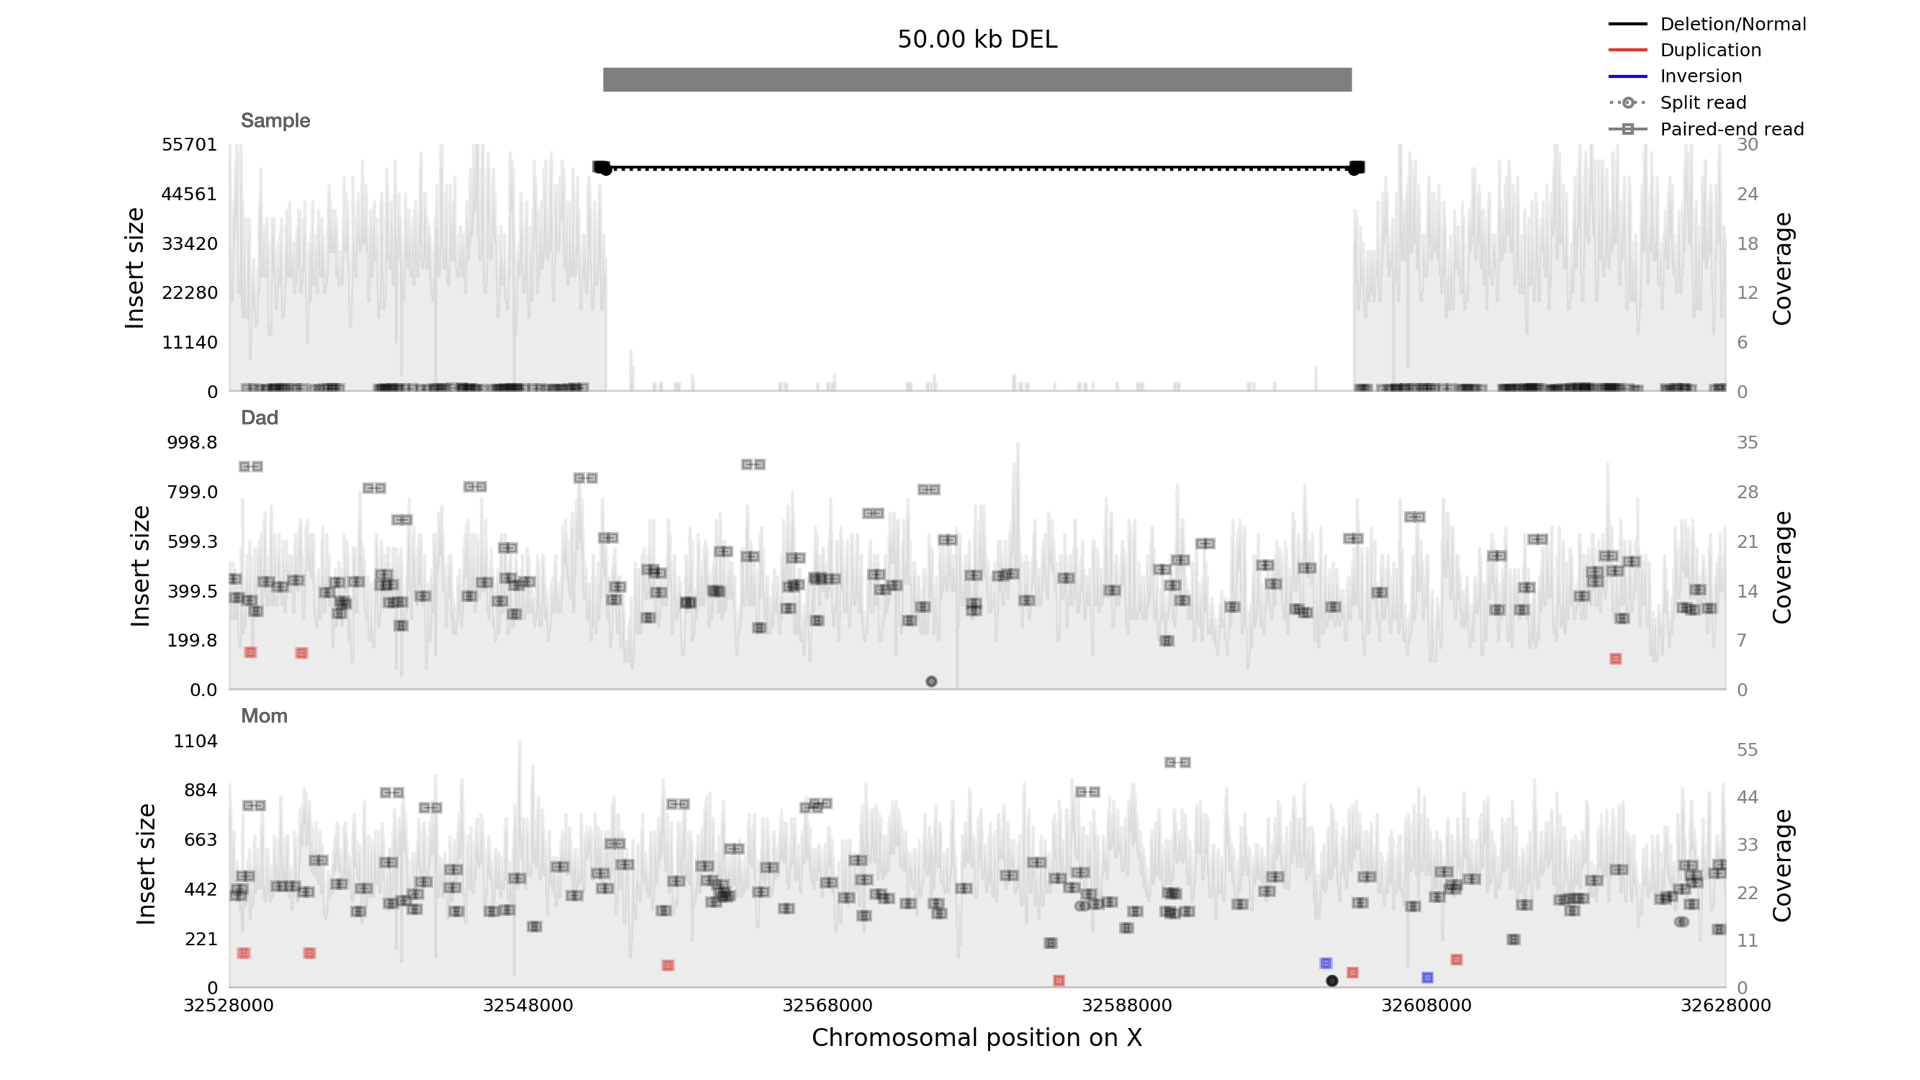 50.00 kb DEL
Deletion/Normal
Duplication
Inversion
Split read
Paired-end read
Sample
55701
44561
33420
22280
11140
0
Insert size
30
24
18
12
6
0
Coverage
Dad
998.8
799.0
599.3
399.5
199.8
0.0
Insert size
35
28
21
14
7
0
Coverage
Mom
1104
884
663
442
221
0
Insert size
55
44
33
22
11
0
Coverage
32528000 32548000 32568000 32588000 32608000 32628000
Chromosomal position on X